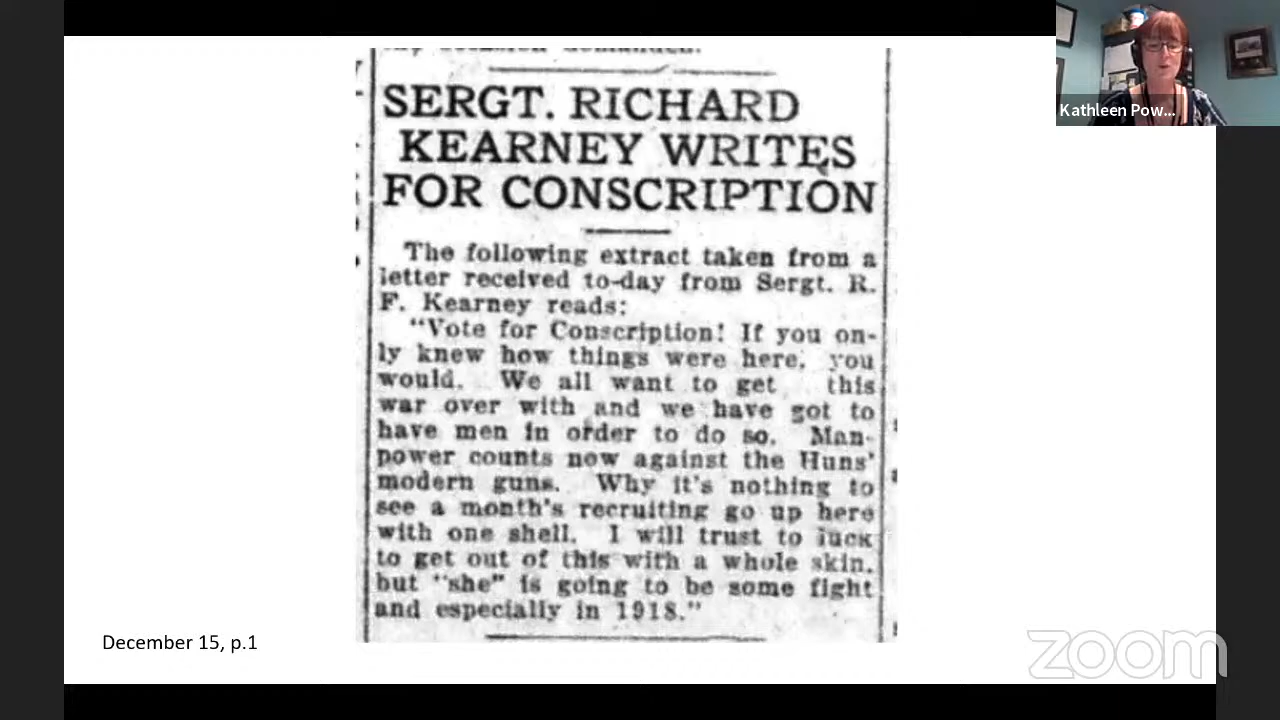 SERGT. RICHARD
KEARNEY WRITES
FOR CONSCRIPTION
The following extract taken from a
letter received to-day from Sergt. R.
F. Kearney reads:
"Vote for Conscription! If you on-
ly knew how things were here, you
would. We all want to get this
war over with and we have got to
have men in order to do so. Man-
power counts now against the Huns'
modern guns. Why it's nothing to
see a month's recruiting go up here
with one shell. I will trust to luck
to get out of this with a whole skin,
but "she" is going to be some fight
and especially in 1918."
December 15, p.1
Kathleen Pow...
zoom